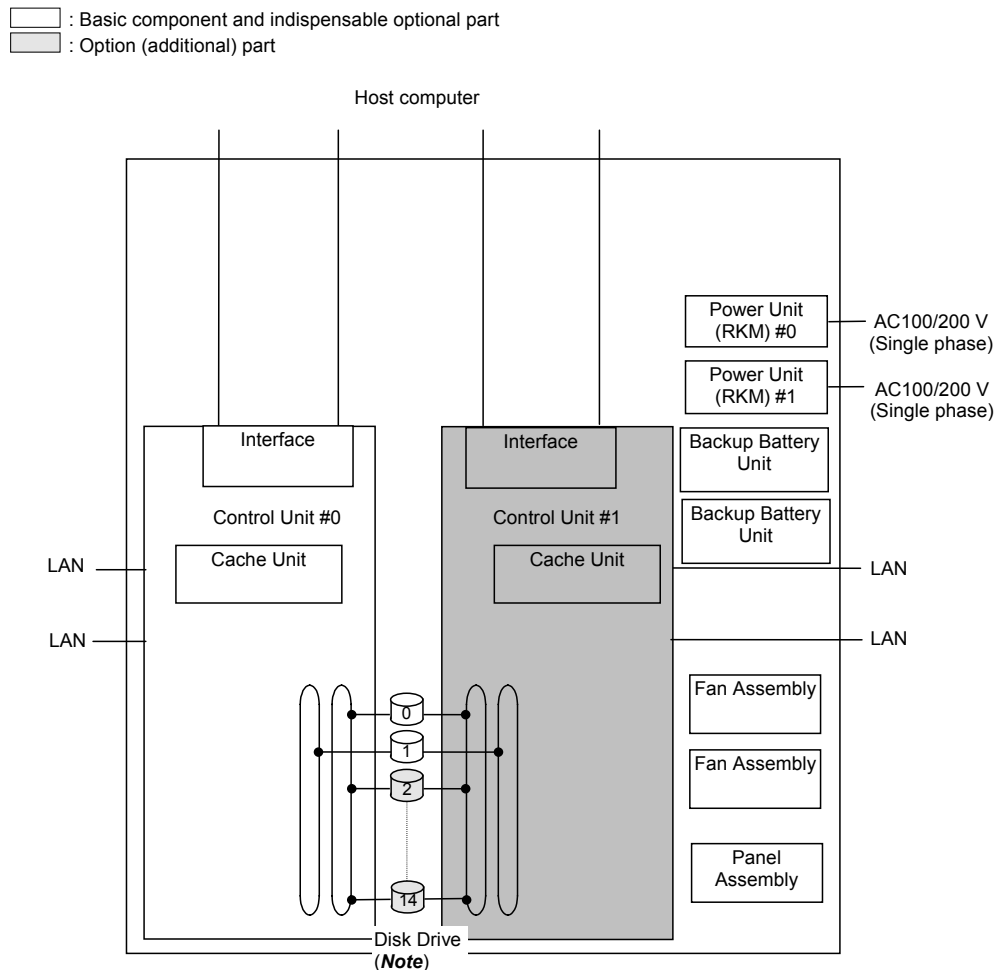 : Basic component and indispensable optional part
: Option (additional) part
Host computer
Power Unit
(RKM) #0
AC100/200 V
(Single phase)
Power Unit
(RKM) #1
AC100/200 V
(Single phase)
Interface
Interface
Backup Battery
Unit
Control Unit #0
Control Unit #1
Backup Battery
Unit
Cache Unit
Cache Unit
LAN
LAN
LAN
LAN
Fan Assembly
0
1
Fan Assembly
2
Panel
Assembly
14
Disk Drive
(Note)